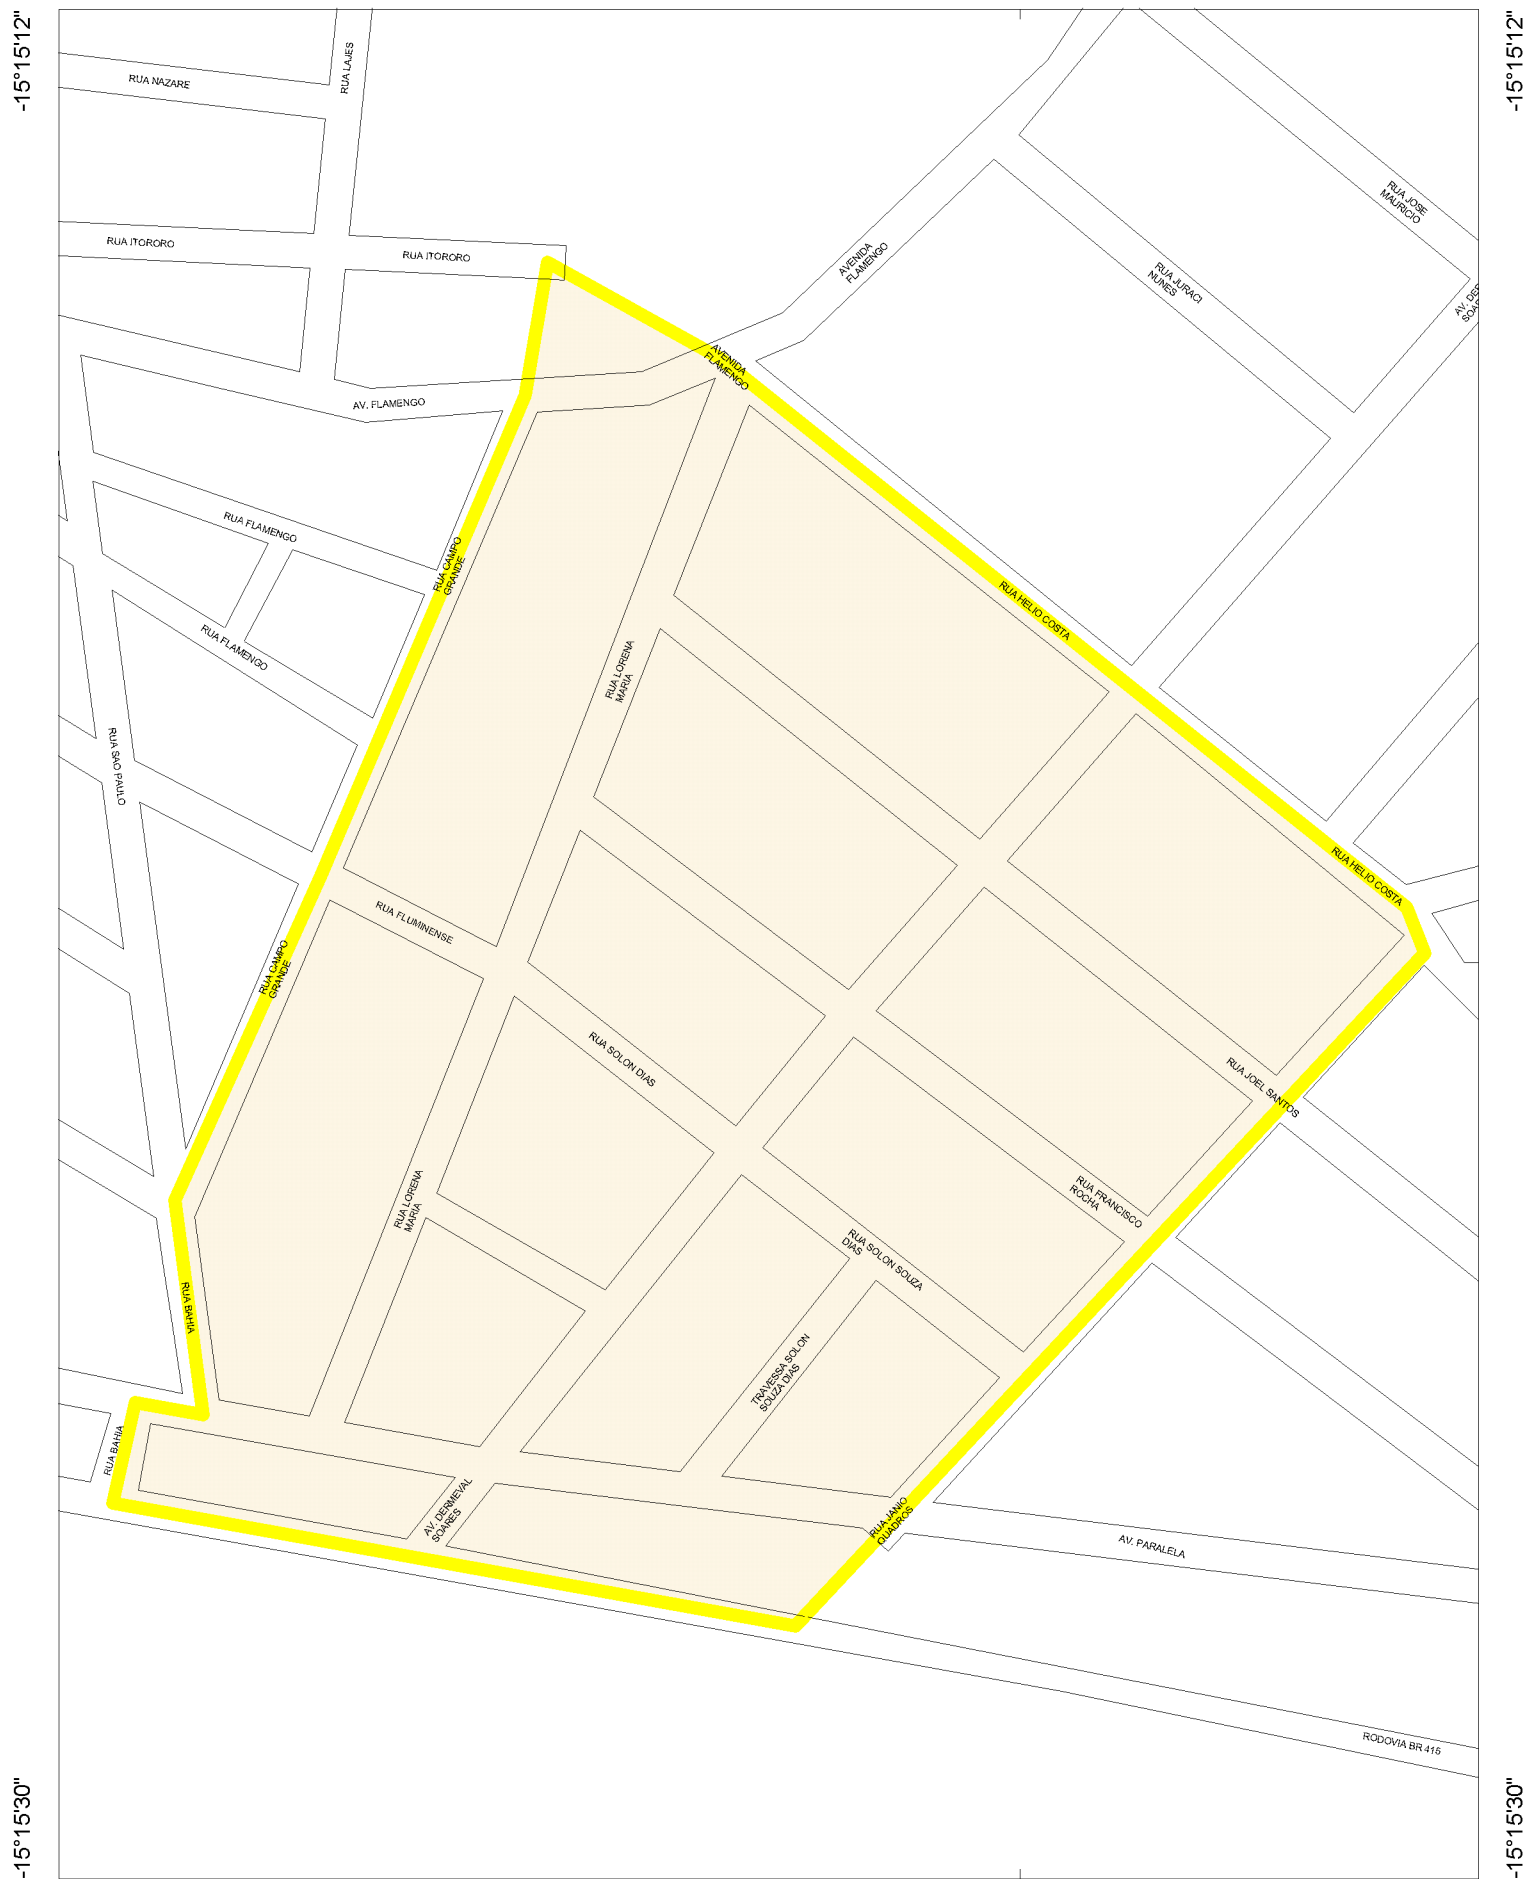 -15°15'12"
-15°15'12"
RUA LAJES
RUA NAZARE
RUA JOSE
MAURICIO
RUA ITORORO
RUA ITORORO
AVENIDA
FLAMENGO
RUA JURACI
NUNES
AV. DER
SOAR
AVENIDA
FLAMENGO
AV. FLAMENGO
RUA FLAMENGO
RUA CAMPO
GRANDE
RUA HELIO COSTA
RUA FLAMENGO
RUA LORENA
MARIA
RUA SAO PAULO
RUA HELIO COSTA
RUA FLUMINENSE
RUA CAMPO
GRANDE
RUA SOLON DIAS
RUA JOEL SANTOS
RUA LORENA
MARIA
RUA FRANCISCO
ROCHA
RUA SOLON SOUZA
DIAS
RUA BAHIA
TRAVESSA SOLON
SOUZA DIAS
RUA BAHIA
AV. DERMEVAL
SOARES
RUA JANIO
QUADROS
AV. PARALELA
RODOVIA BR 415
-15°15'30"
-15°15'30"